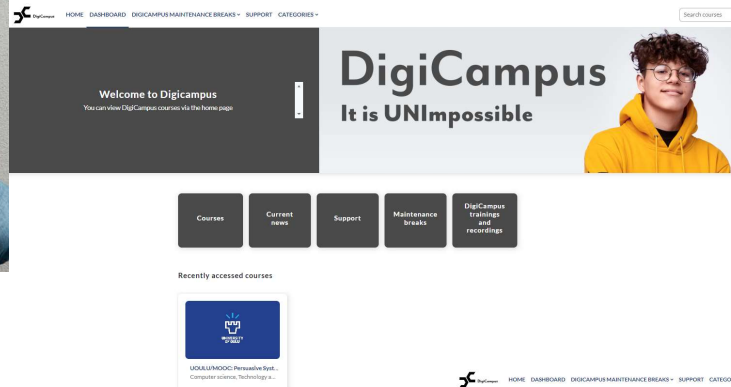 DigiCampus
HOME DASHBOARD DIGICAMPUS MAINTENANCE BREAKS SUPPORT CATEGORIES
Search courses
Welcome to Digicampus
You can view DigiCampus courses via the home page
DigiCampus
It is UNImpossible
Courses
Current
news
Support
Maintenance
breaks
DigiCampus
trainings
and
recordings
Recently accessed courses
UNIVERSITY
OF OULU
UOULU/MOOC: Persuasive Syst...
Computer science, Technology a...
DigiCampus
HOME DASHBOARD DIGICAMPUS MAINTENANCE BREAKS SUPPORT CATEGO